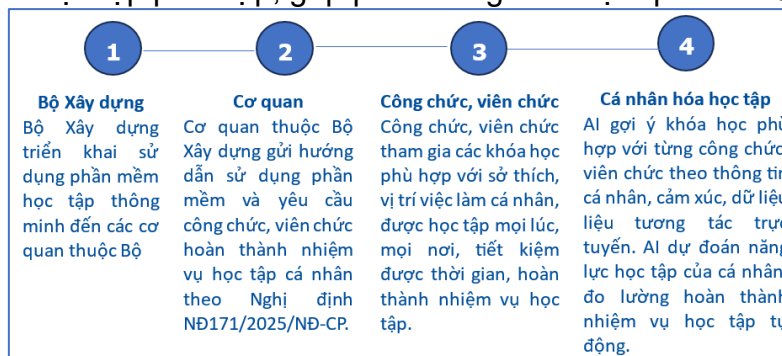 1
2
3
4
Bộ Xây dựng
Bộ Xây dựng
triển khai sử
dụng phần mềm
học tập thông
minh đến các cơ
quan thuộc Bộ
Cơ quan
Cơ quan thuộc Bộ
Xây dựng gửi hướng
dẫn sử dụng phần
mềm và yêu cầu
công chức, viên chức
hoàn thành nhiệm
vụ học tập cá nhân
theo Nghị định
NĐ171/2025/NĐ-CP.
Công chức, viên chức
Công chức, viên chức
tham gia các khóa học
phù hợp với sở thích,
vị trí việc làm cá nhân,
được học tập mọi lúc,
mọi nơi, tiết kiệm
được thời gian, hoàn
thành nhiệm vụ học
tập.
Cá nhân hóa học tập
AI gợi ý khóa học phù
hợp với từng công chức,
viên chức theo thông tin
cá nhân, cảm xúc, dữ liệu
liệu tương tác trực
tuyến. AI dự đoán năng
lực học tập của cá nhân,
đo lường hoàn thành
nhiệm vụ học tập tự
động.